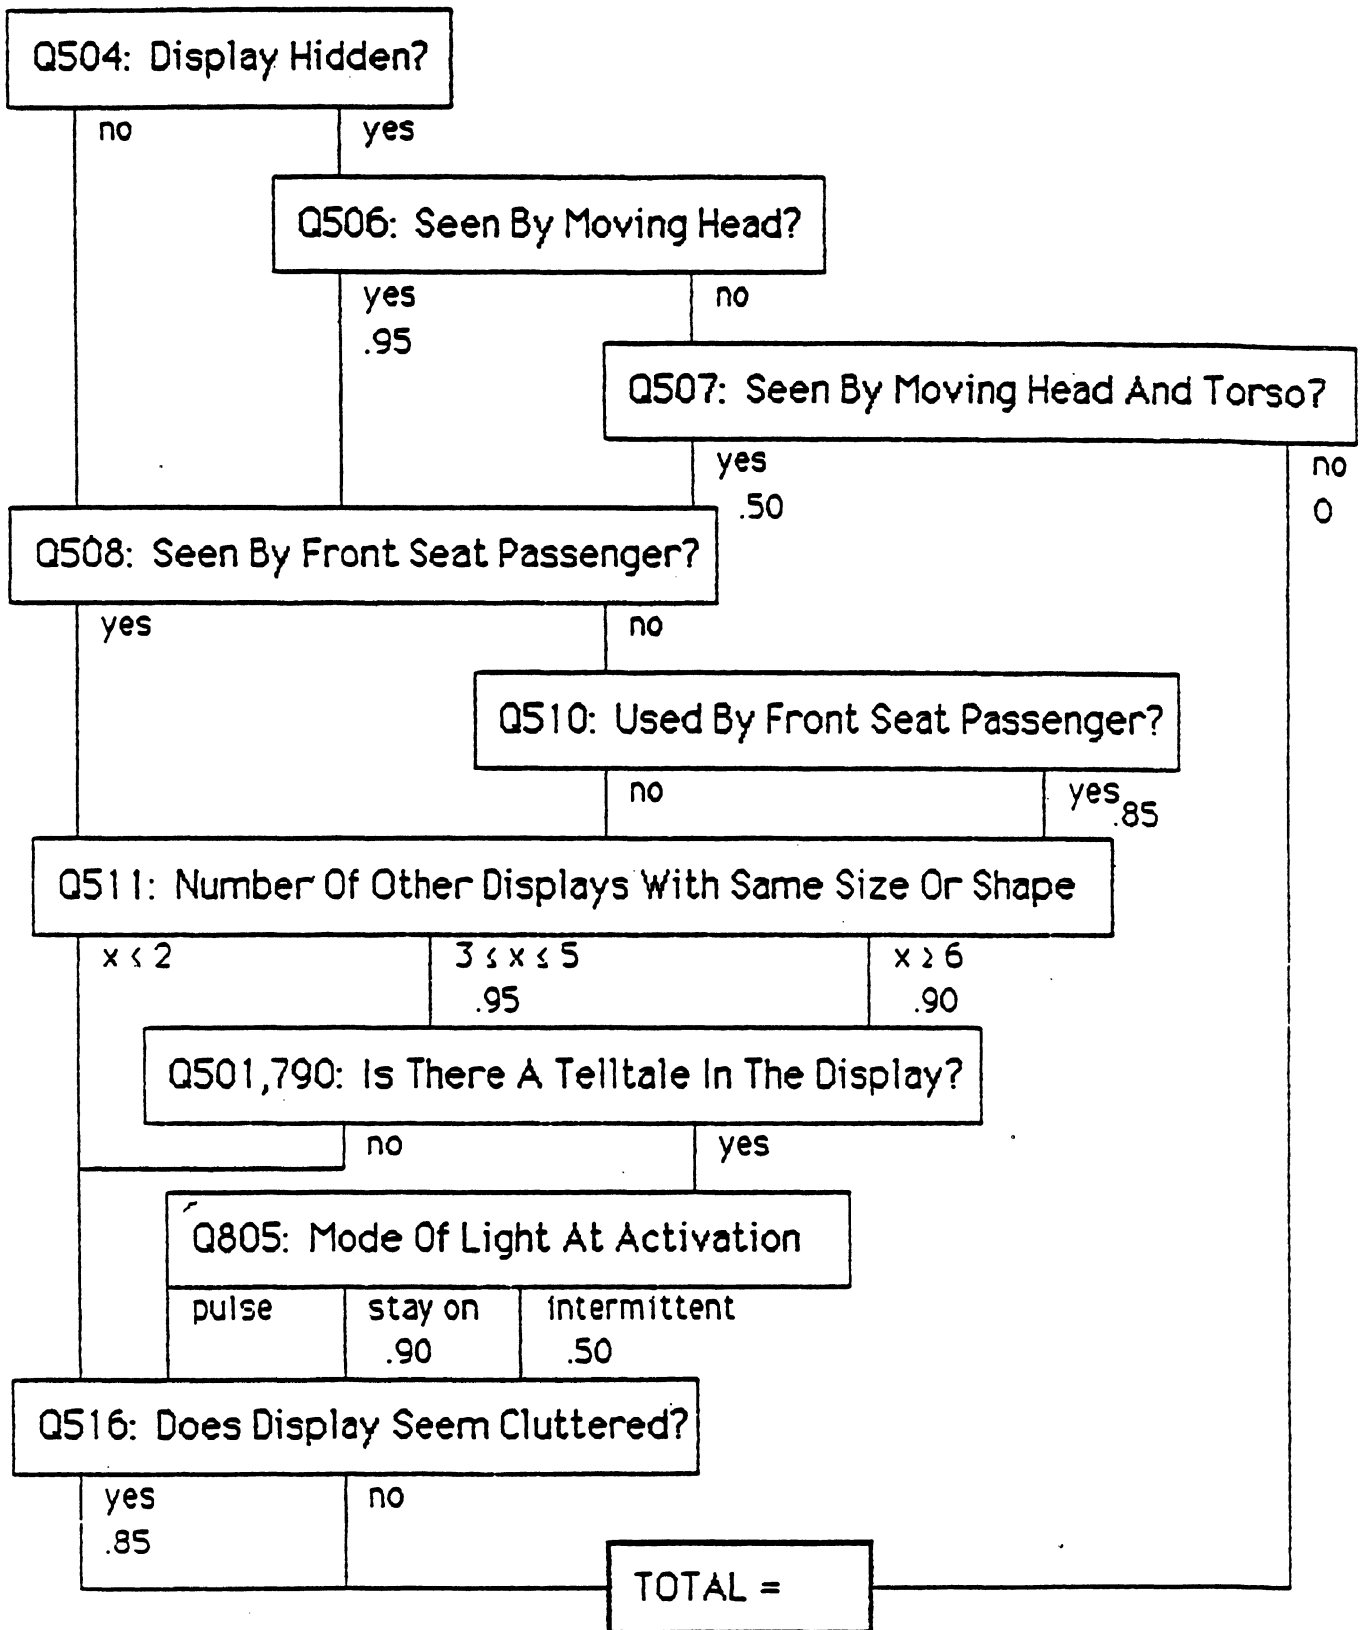 Q504: Display Hidden?
no
yes
Q506: Seen By Moving Head?
yes
no
.95
Q507: Seen By Moving Head And Torso?
yes
no
.50
0
Q508: Seen By Front Seat Passenger?
yes
no
Q510: Used By Front Seat Passenger?
no
yes
.85
Q511: Number Of Other Displays With Same Size Or Shape
x ≤ 2
3 ≤ x ≤ 5
x ≥ 6
.95
.90
Q501,790: Is There A Telltale In The Display?
no
yes
Q805: Mode Of Light At Activation
pulse
stay on
intermittent
.90
.50
Q516: Does Display Seem Cluttered?
yes
no
.85
TOTAL =